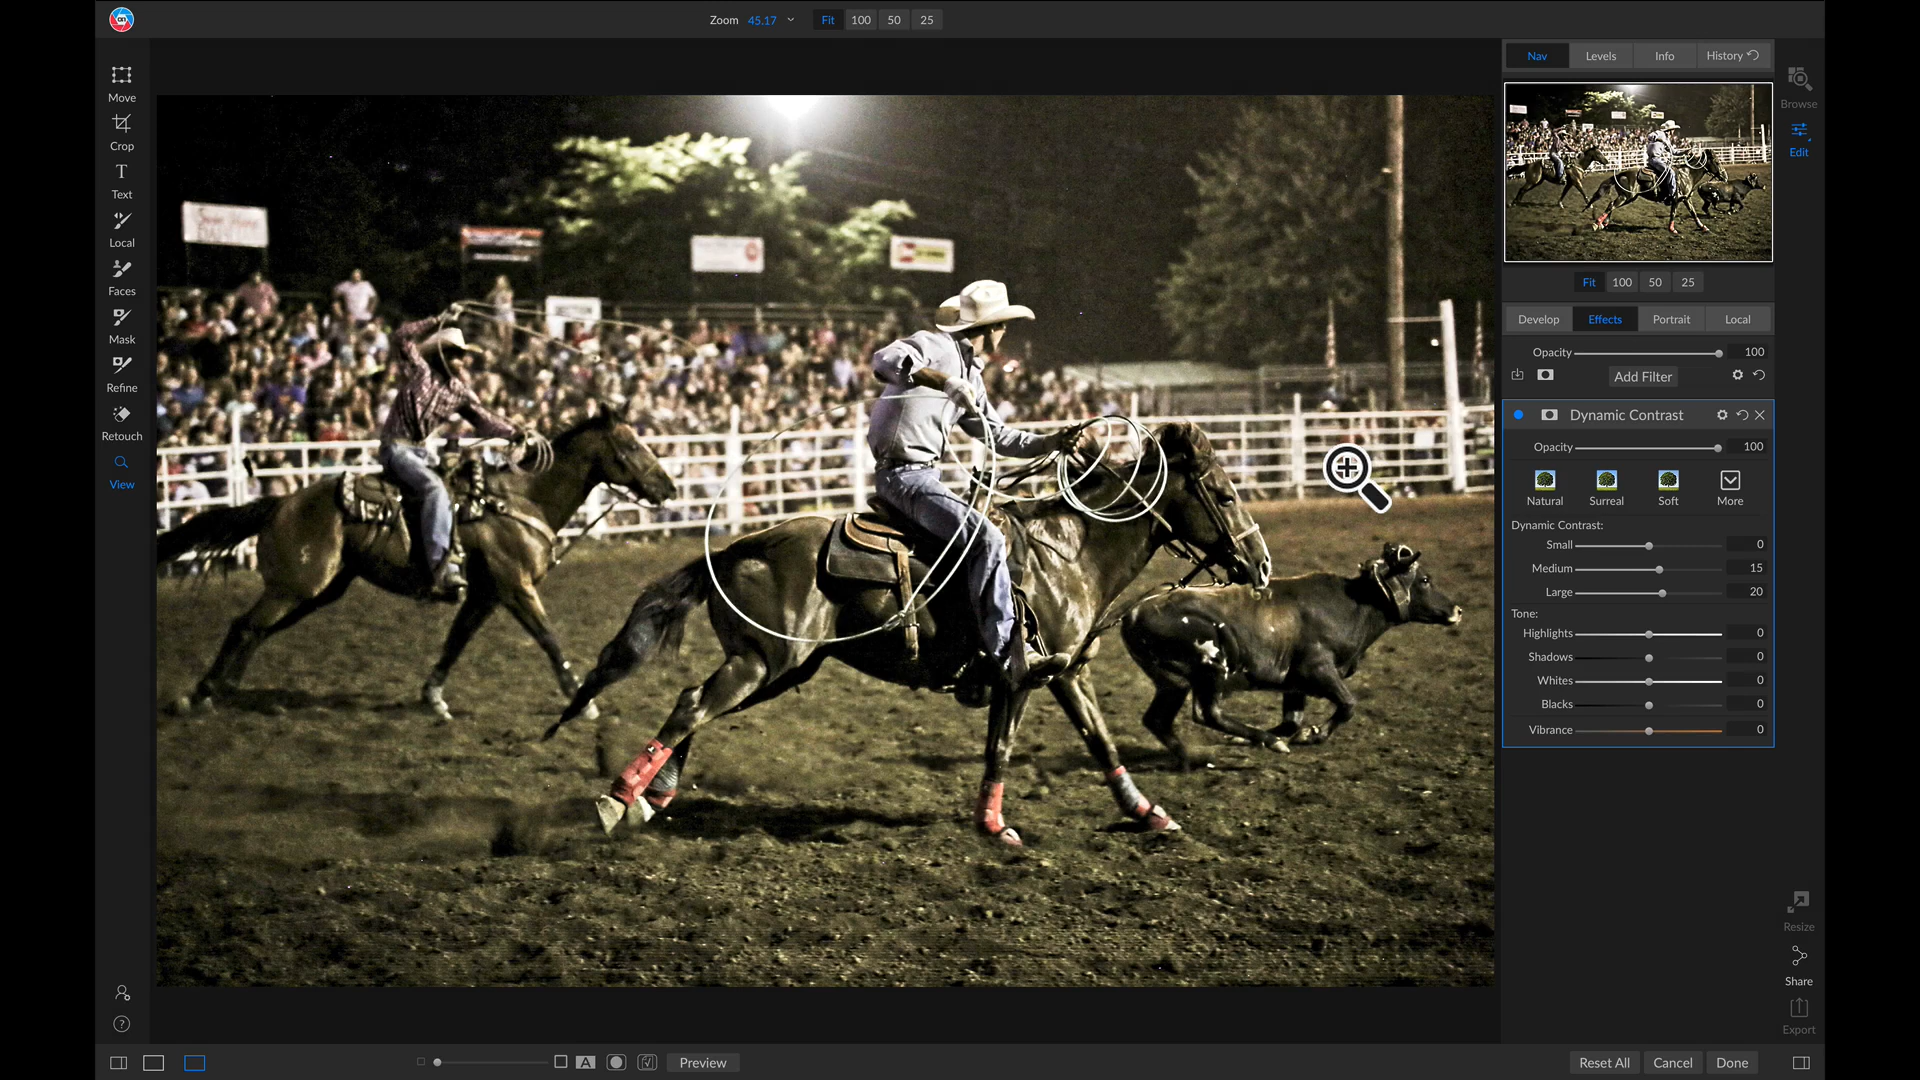 Zoom 45.17 Fit 100 50 25
Move
Crop
T
Text
Local
Faces
Mask
Refine
Retouch
View
?
Nav Levels Info History
Fit 100 50 25
Develop Effects Portrait Local
Opacity 100
Add Filter
Dynamic Contrast
Opacity 100
Natural Surreal Soft More
Dynamic Contrast:
Small 0
Medium 15
Large 20
Tone:
Highlights 0
Shadows 0
Whites 0
Blacks 0
Vibrance 0
Browse
Edit
Resize
Share
Export
A Preview
Reset All Cancel Done